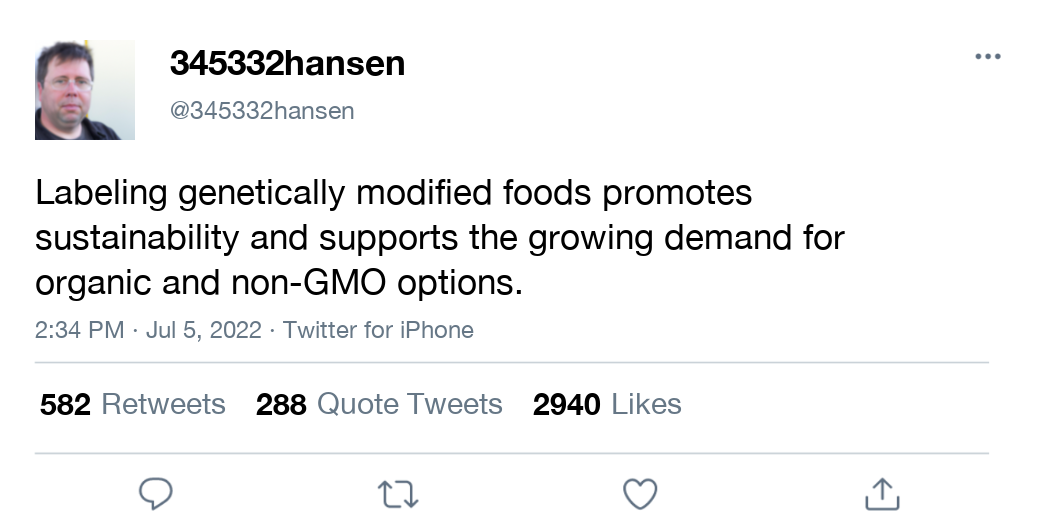 345332hansen
@345332hansen
Labeling genetically modified foods promotes
sustainability and supports the growing demand for
organic and non-GMO options.
2:34 PM · Jul 5, 2022 · Twitter for iPhone
582 Retweets 288 Quote Tweets 2940 Likes